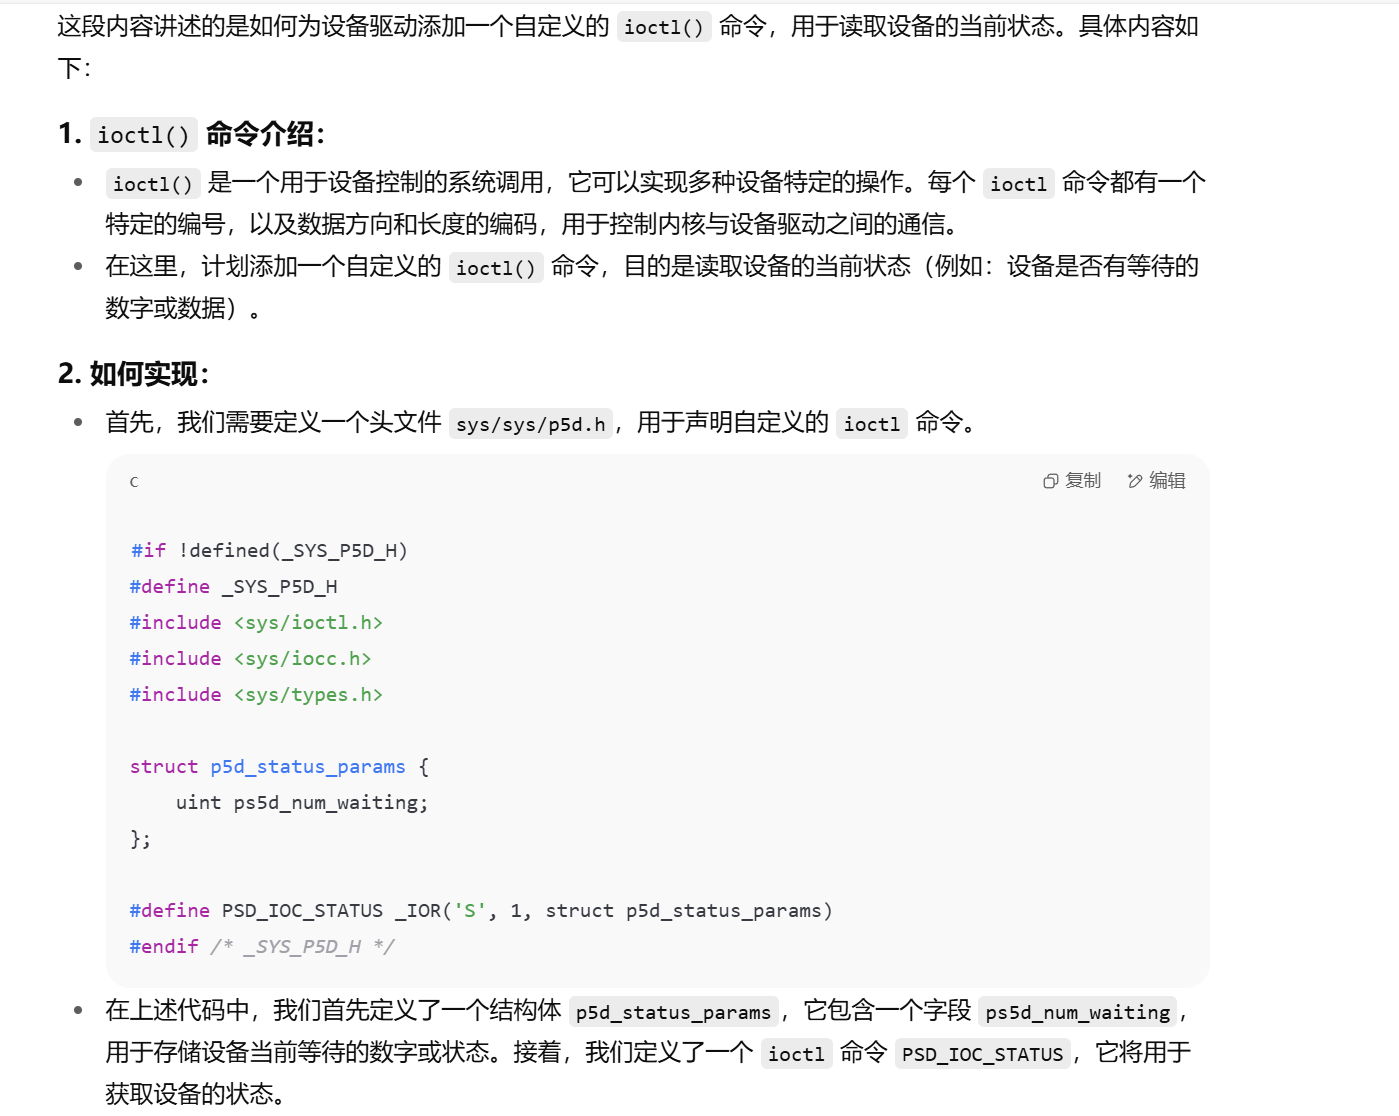 这段内容讲述的是如何为设备驱动添加一个自定义的 ioctl() 命令，用于读取设备的当前状态。具体内容如
下：
1. ioctl() 命令介绍：
• ioctl() 是一个用于设备控制的系统调用，它可以实现多种设备特定的操作。每个 ioctl 命令都有一个
特定的编号，以及数据方向和长度的编码，用于控制内核与设备驱动之间的通信。
• 在这里，计划添加一个自定义的 ioctl() 命令，目的是读取设备的当前状态（例如：设备是否有等待的
数字或数据）。
2. 如何实现：
• 首先，我们需要定义一个头文件 sys/sys/p5d.h，用于声明自定义的 ioctl 命令。
c 复制 编辑
#if !defined(_SYS_P5D_H)
#define _SYS_P5D_H
#include <sys/ioctl.h>
#include <sys/iocc.h>
#include <sys/types.h>
struct p5d_status_params {
    uint ps5d_num_waiting;
};
#define PSD_IOC_STATUS _IOR('S', 1, struct p5d_status_params)
#endif /* _SYS_P5D_H */
• 在上述代码中，我们首先定义了一个结构体 p5d_status_params，它包含一个字段 ps5d_num_waiting，
用于存储设备当前等待的数字或状态。接着，我们定义了一个 ioctl 命令 PSD_IOC_STATUS，它将用于
获取设备的状态。